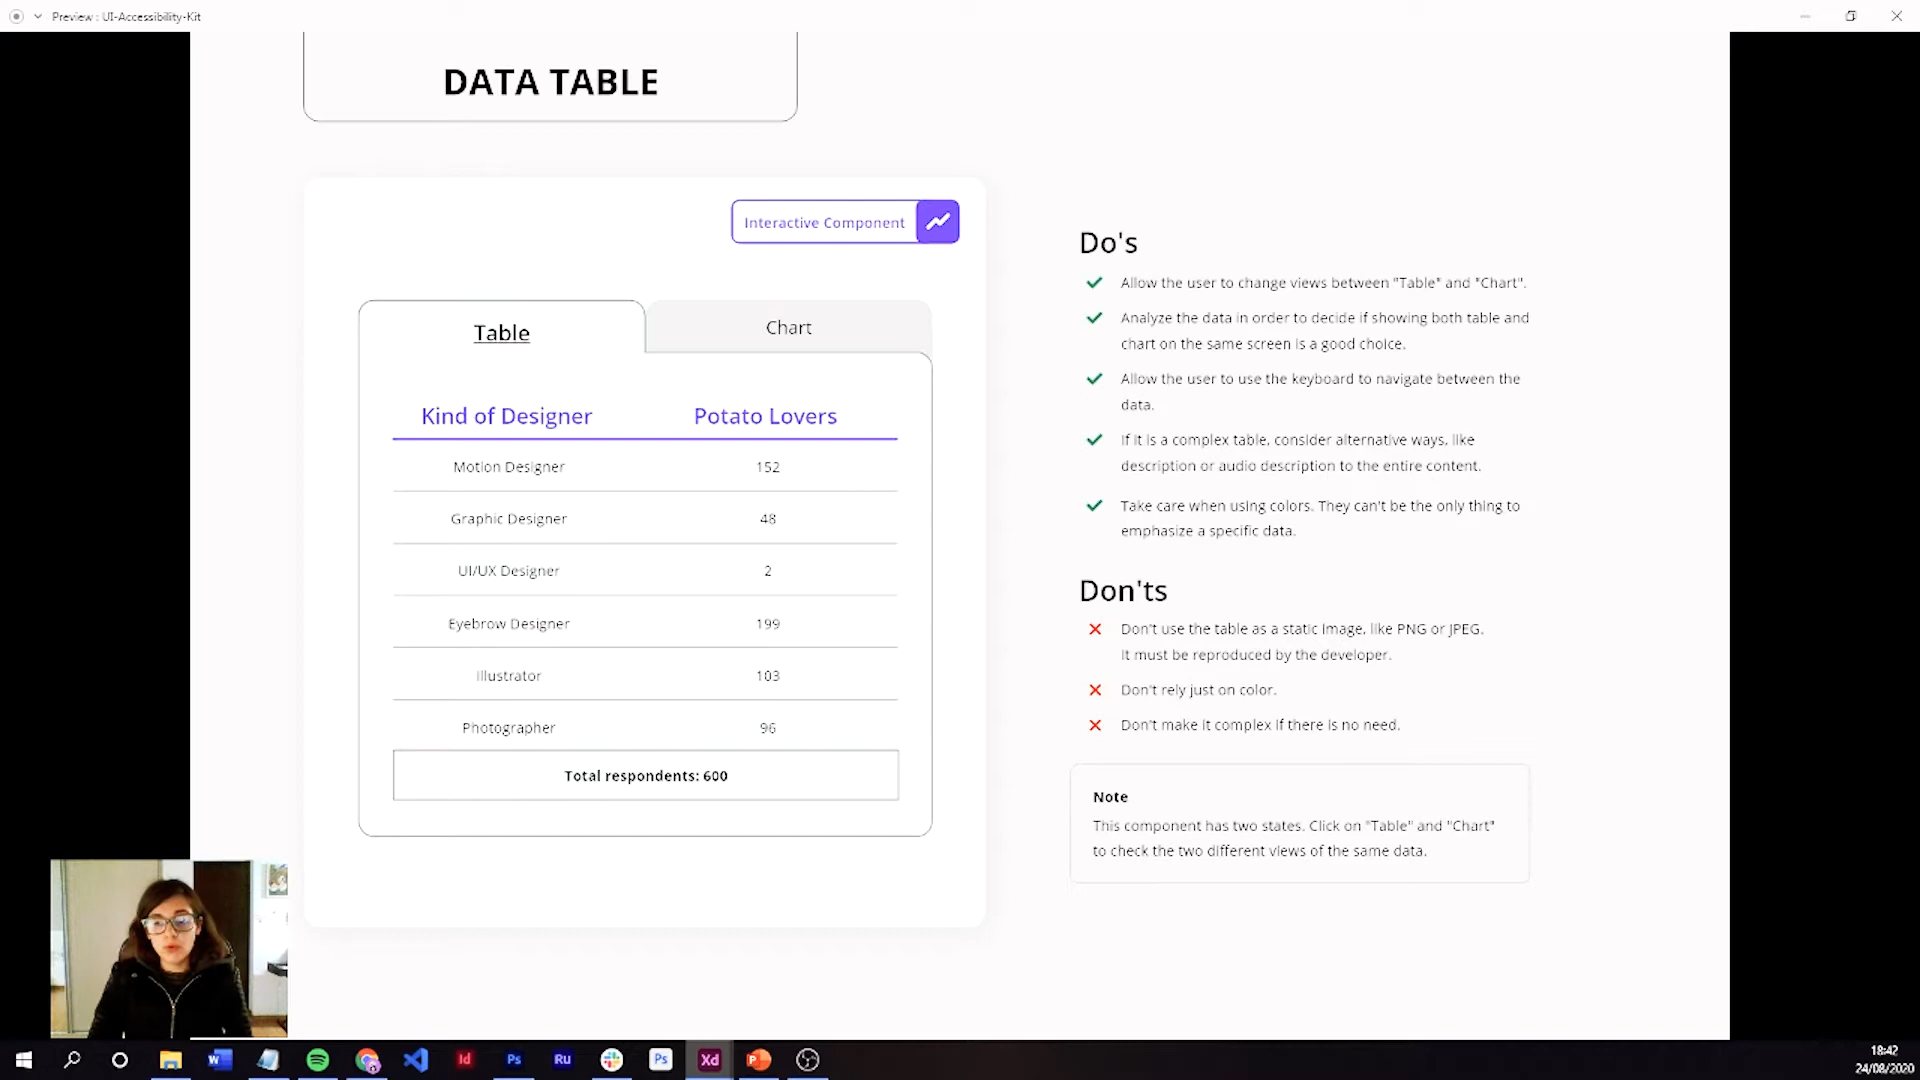 Preview : UI-Accessibility-Kit
DATA TABLE
Interactive Component
Table
Chart
Kind of Designer
Potato Lovers
Motion Designer
152
Graphic Designer
48
UI/UX Designer
2
Eyebrow Designer
199
Illustrator
103
Photographer
96
Total respondents: 600
Do's
Allow the user to change views between "Table" and "Chart".
Analyze the data in order to decide if showing both table and
chart on the same screen is a good choice.
Allow the user to use the keyboard to navigate between the
data.
If it is a complex table, consider alternative ways, like
description or audio description to the entire content.
Take care when using colors. They can't be the only thing to
emphasize a specific data.
Don'ts
Don't use the table as a static image, like PNG or JPEG.
It must be reproduced by the developer.
Don't rely just on color.
Don't make it complex if there is no need.
Note
This component has two states. Click on "Table" and "Chart"
to check the two different views of the same data.
W
Id
Ps
Ru
Ps
Xd
P
18:42
24/08/2020